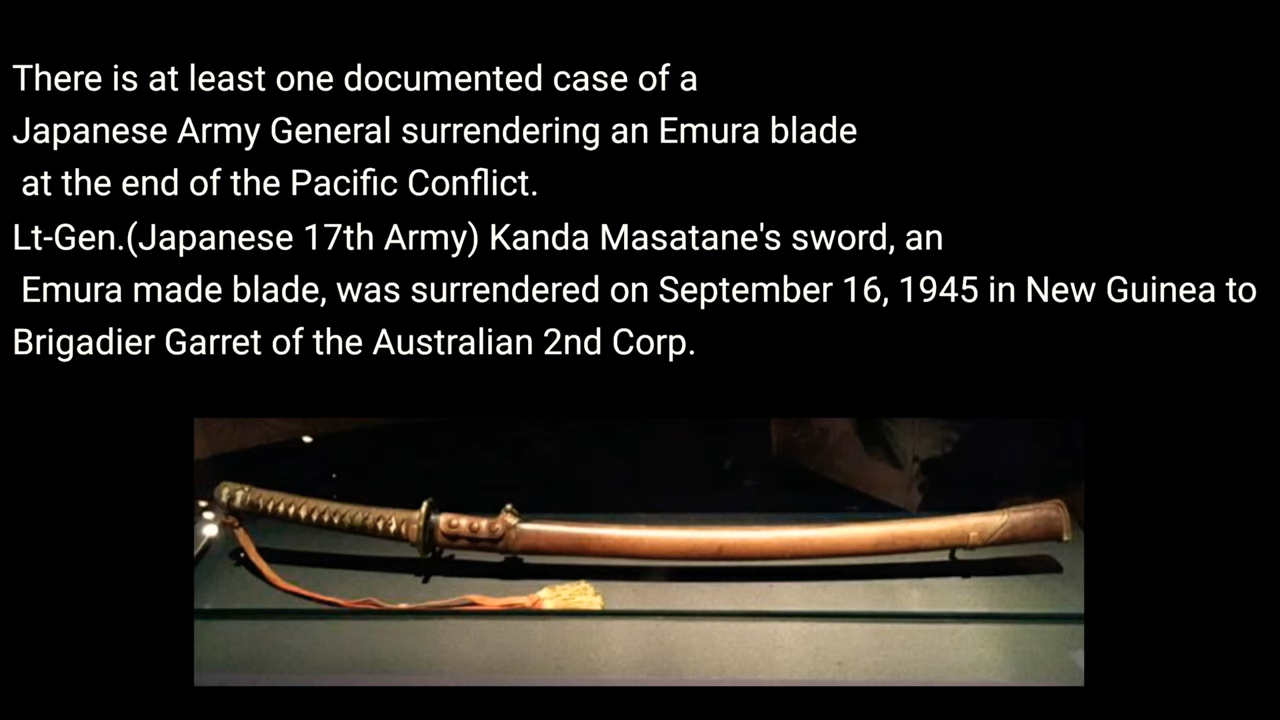 There is at least one documented case of a
Japanese Army General surrendering an Emura blade
at the end of the Pacific Conflict.
Lt-Gen.(Japanese 17th Army) Kanda Masatane's sword, an
Emura made blade, was surrendered on September 16, 1945 in New Guinea to
Brigadier Garret of the Australian 2nd Corp.